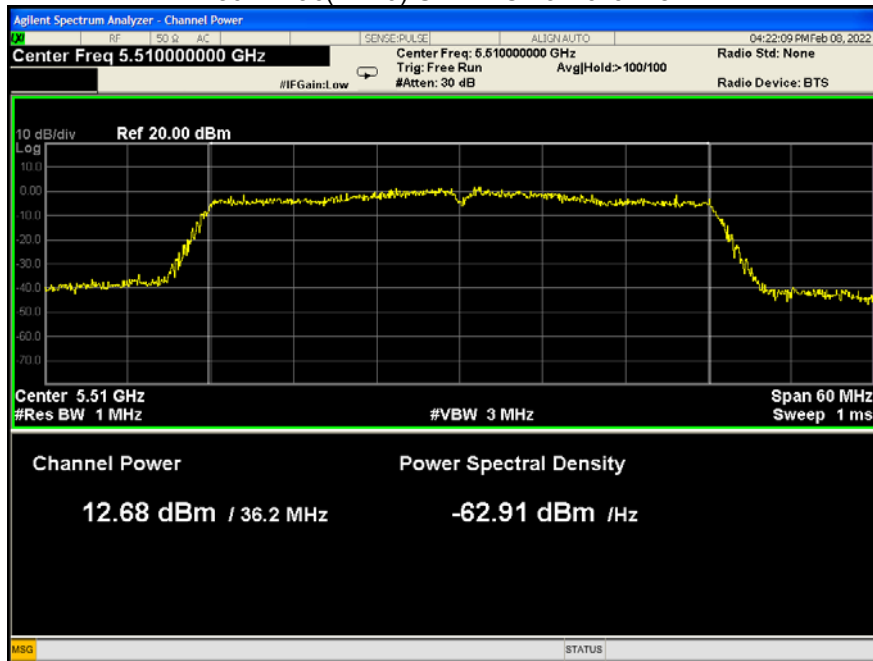 Agilent Spectrum Analyzer - Channel Power
RF 50 Ω AC SENSE:PULSE ALIGN AUTO 04:22:09 PM Feb 08, 2022
Center Freq 5.510000000 GHz
Center Freq: 5.510000000 GHz Radio Std: None
Trig: Free Run Avg|Hold:>100/100
#IFGain:Low #Atten: 30 dB Radio Device: BTS
10 dB/div Ref 20.00 dBm
Log
10.0
0.00
-10.0
-20.0
-30.0
-40.0
-50.0
-60.0
-70.0
Center 5.51 GHz Span 60 MHz
#Res BW 1 MHz #VBW 3 MHz Sweep 1 ms
Channel Power Power Spectral Density
12.68 dBm / 36.2 MHz -62.91 dBm /Hz
MSG STATUS